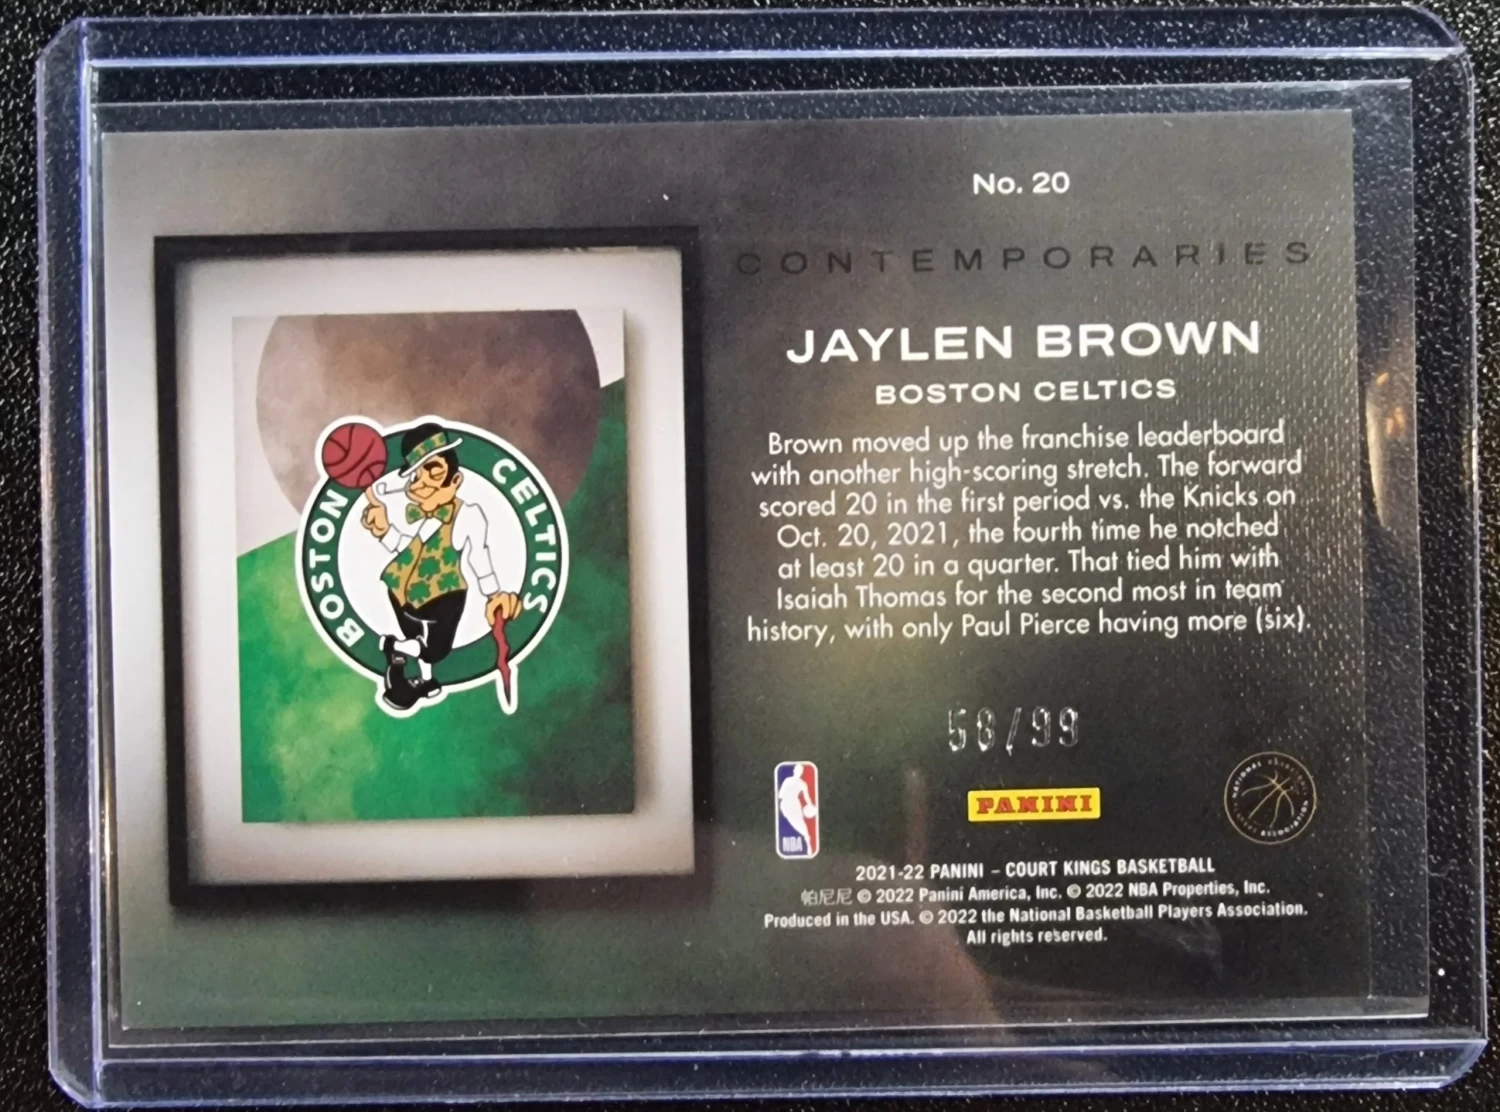 No. 20
CONTEMPORARIES
JAYLEN BROWN
BOSTON CELTICS
Brown moved up the franchise leaderboard
with another high-scoring stretch. The forward
scored 20 in the first period vs. the Knicks on
Oct. 20, 2021, the fourth time he notched
at least 20 in a quarter. That tied him with
Isaiah Thomas for the second most in team
history, with only Paul Pierce having more (six).
58/99
BOSTON CELTICS
NBA
PANINI
NATIONAL BASKETBALL PLAYERS ASSOCIATION
2021-22 PANINI – COURT KINGS BASKETBALL
帕尼尼 © 2022 Panini America, Inc. © 2022 NBA Properties, Inc.
Produced in the USA. © 2022 the National Basketball Players Association.
All rights reserved.